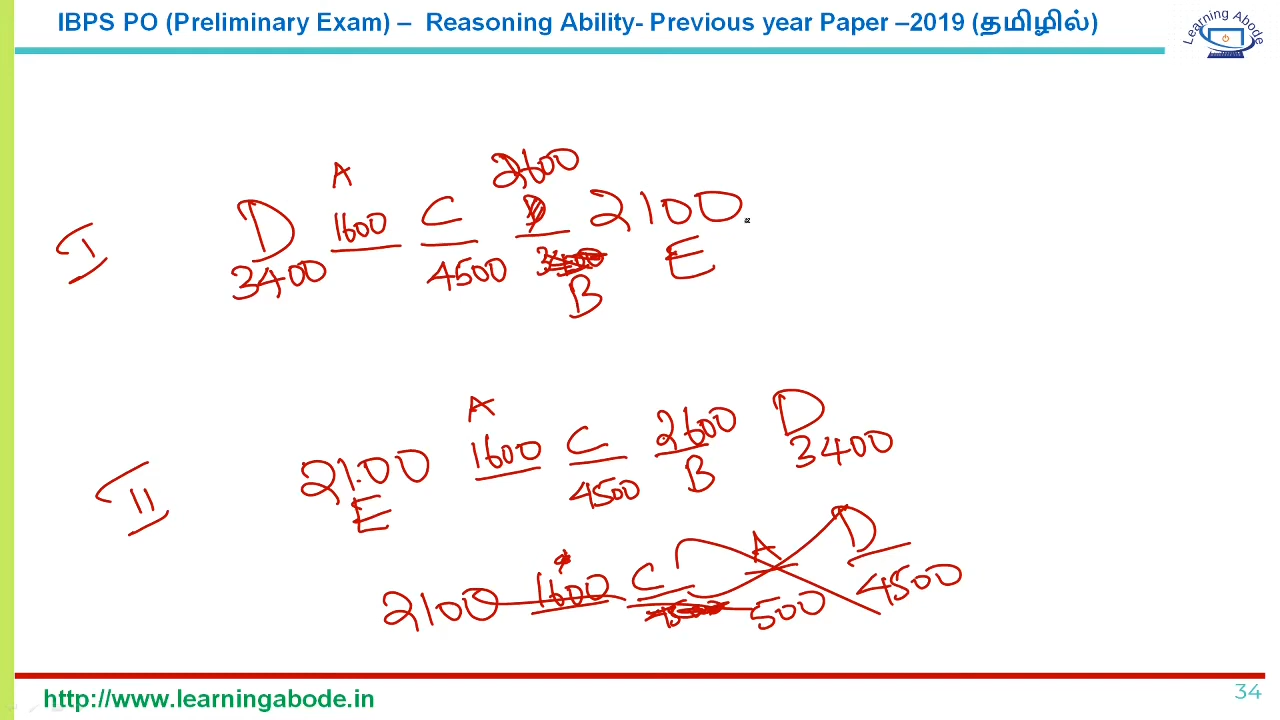 IBPS PO (Preliminary Exam) – Reasoning Ability- Previous year Paper –2019 (தமிழில்)
Learning Abode
A 2600
I D 1600 C 2100
3400 4500 B E
A
II 2100 1600 C 2600 D
E 4500 B 3400
2100 1600 C A D
500 4500
http://www.learningabode.in
34